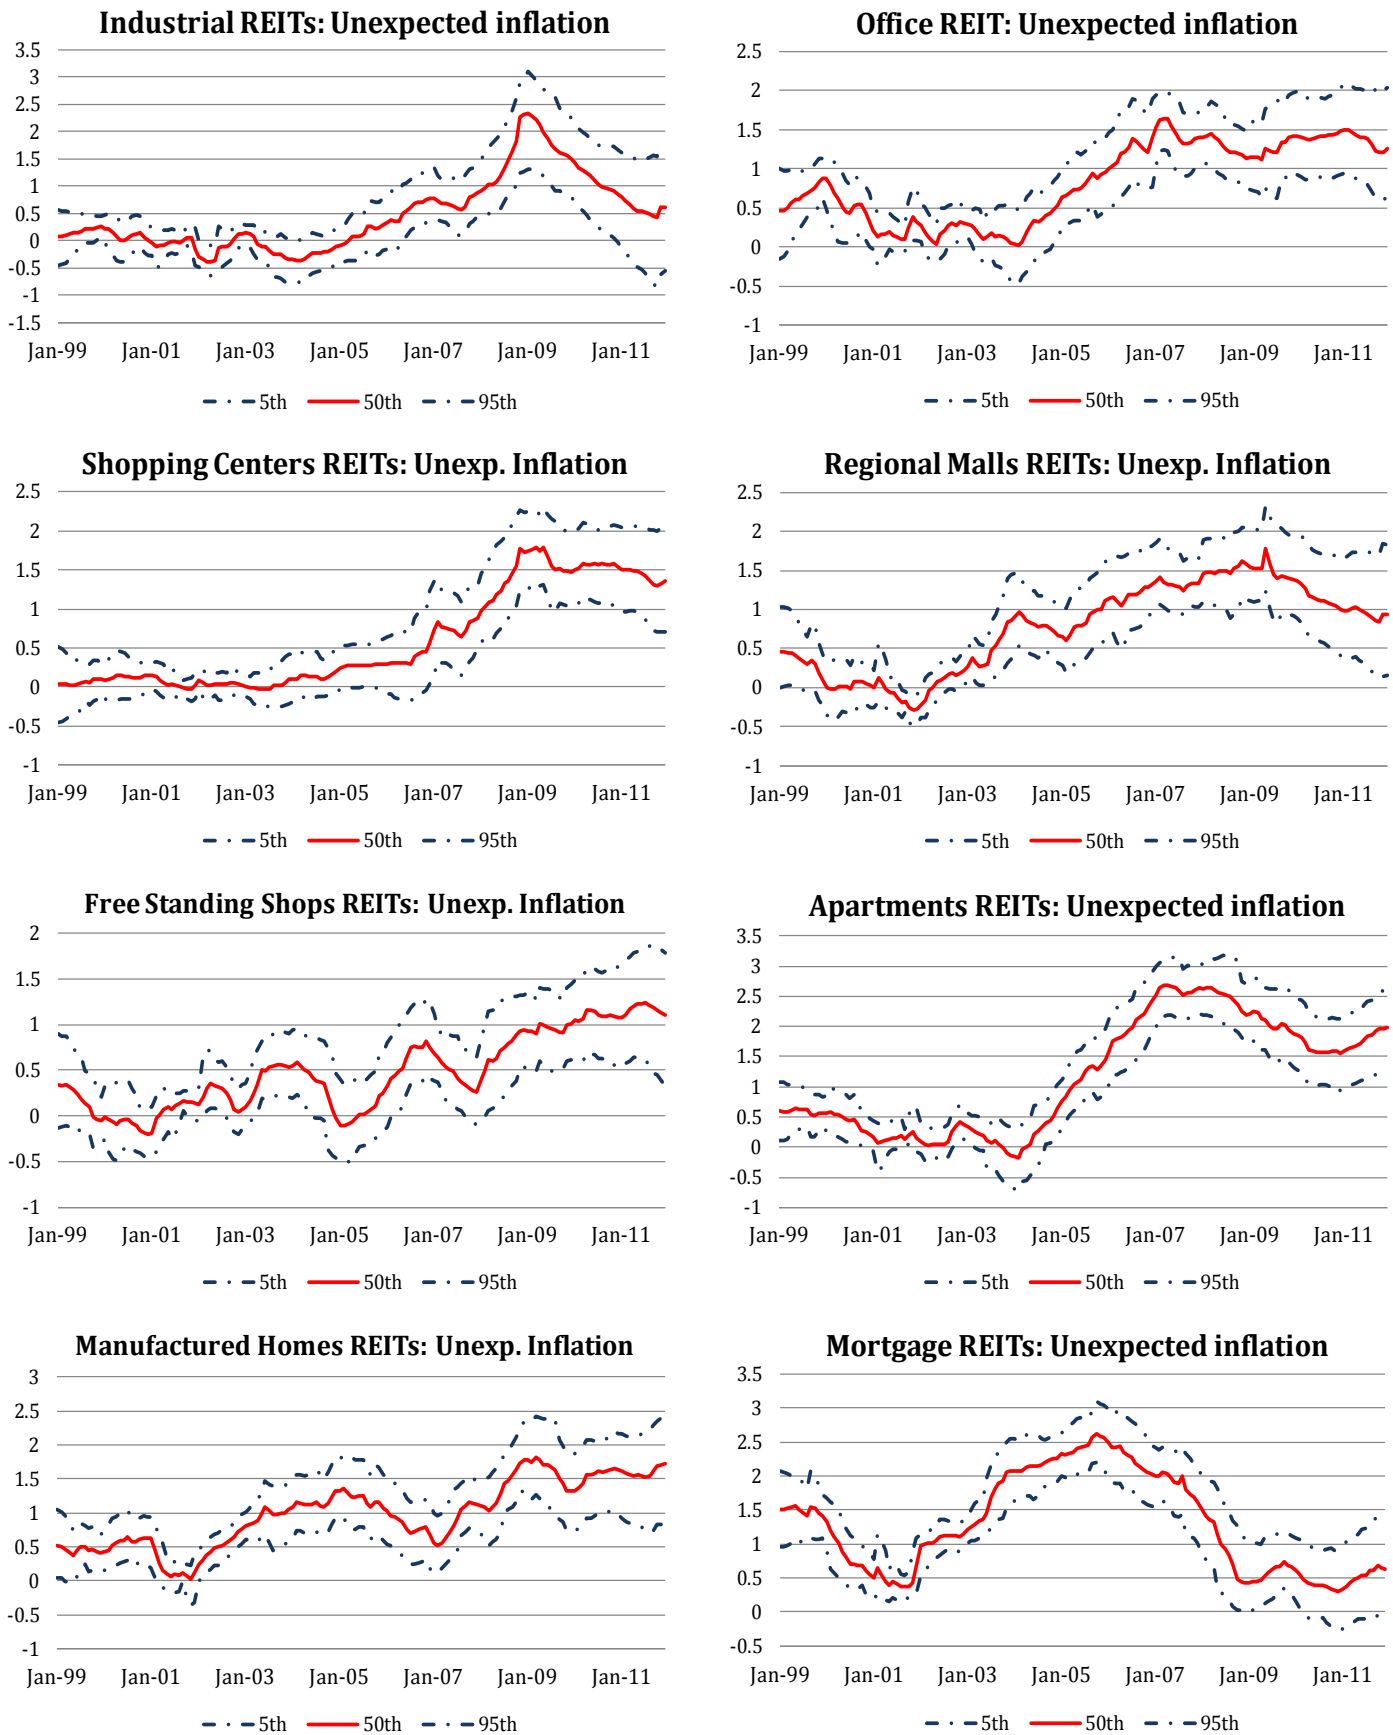 Industrial REITs: Unexpected inflation
3.5
3
2.5
2
1.5
1
0.5
0
-0.5
-1
-1.5
Jan-99 Jan-01 Jan-03 Jan-05 Jan-07 Jan-09 Jan-11
5th 50th 95th
Office REIT: Unexpected inflation
2.5
2
1.5
1
0.5
0
-0.5
-1
Jan-99 Jan-01 Jan-03 Jan-05 Jan-07 Jan-09 Jan-11
5th 50th 95th
Shopping Centers REITs: Unexp. Inflation
2.5
2
1.5
1
0.5
0
-0.5
-1
Jan-99 Jan-01 Jan-03 Jan-05 Jan-07 Jan-09 Jan-11
5th 50th 95th
Regional Malls REITs: Unexp. Inflation
2.5
2
1.5
1
0.5
0
-0.5
-1
Jan-99 Jan-01 Jan-03 Jan-05 Jan-07 Jan-09 Jan-11
5th 50th 95th
Free Standing Shops REITs: Unexp. Inflation
2
1.5
1
0.5
0
-0.5
-1
Jan-99 Jan-01 Jan-03 Jan-05 Jan-07 Jan-09 Jan-11
5th 50th 95th
Apartments REITs: Unexpected inflation
3.5
3
2.5
2
1.5
1
0.5
0
-0.5
-1
Jan-99 Jan-01 Jan-03 Jan-05 Jan-07 Jan-09 Jan-11
5th 50th 95th
Manufactured Homes REITs: Unexp. Inflation
3
2.5
2
1.5
1
0.5
0
-0.5
-1
Jan-99 Jan-01 Jan-03 Jan-05 Jan-07 Jan-09 Jan-11
5th 50th 95th
Mortgage REITs: Unexpected inflation
3.5
3
2.5
2
1.5
1
0.5
0
-0.5
Jan-99 Jan-01 Jan-03 Jan-05 Jan-07 Jan-09 Jan-11
5th 50th 95th